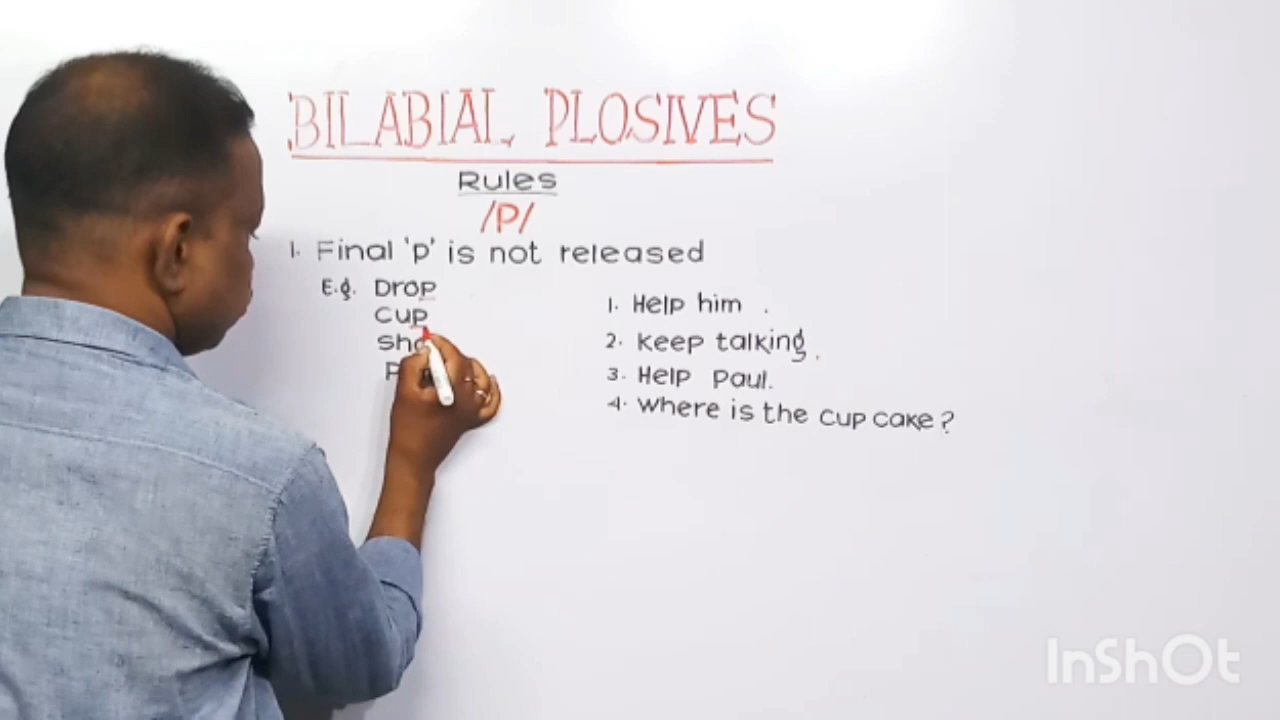 BILABIAL PLOSIVES
Rules
/P/
1. Final 'p' is not released
E.g. Drop
Cup
1. Help him .
2. Keep talking.
3. Help Paul.
4. Where is the cup cake?
InShOt